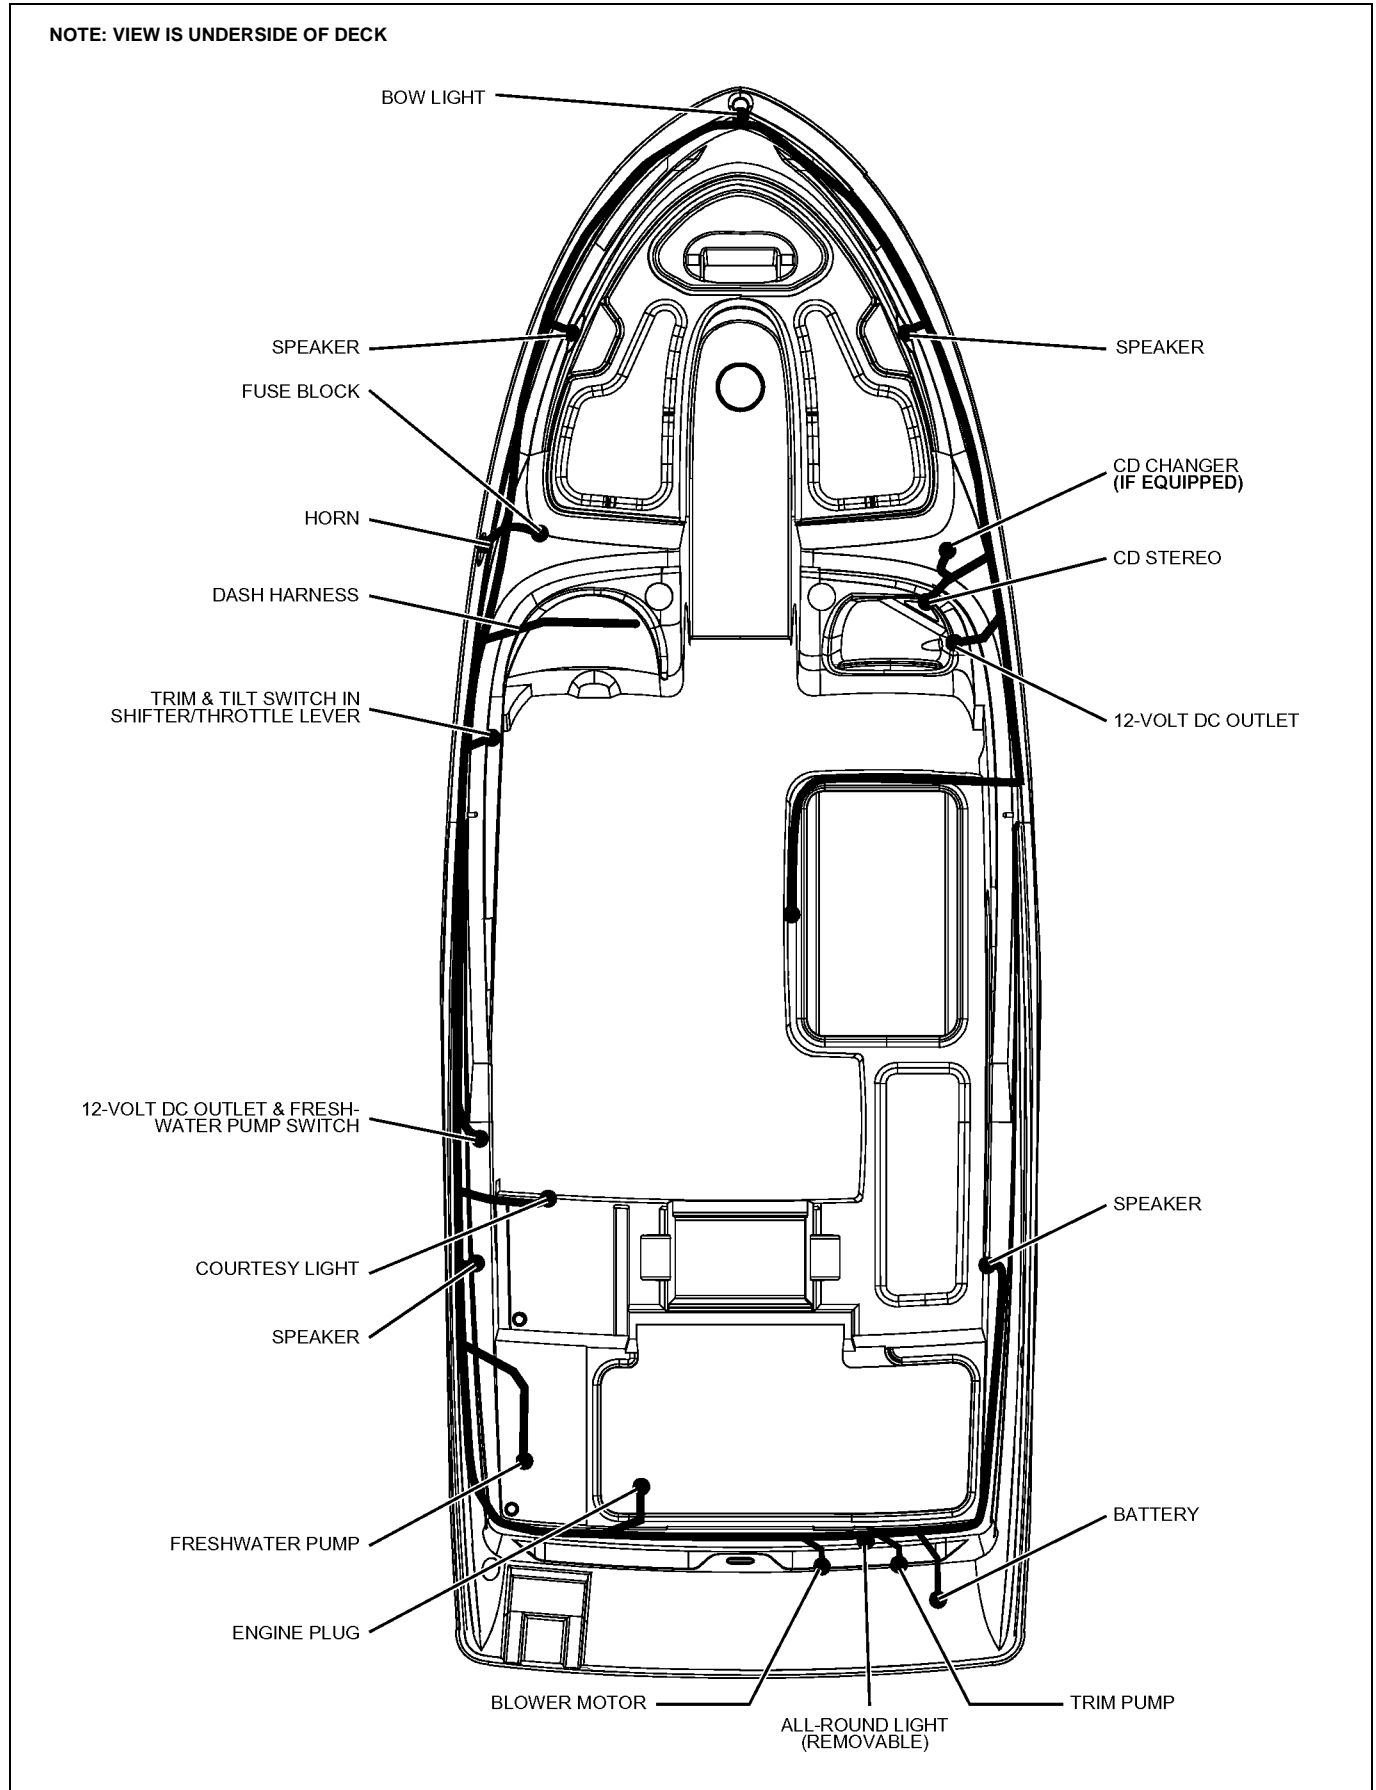 NOTE: VIEW IS UNDERSIDE OF DECK
BOW LIGHT
SPEAKER
SPEAKER
FUSE BLOCK
CD CHANGER
(IF EQUIPPED)
HORN
CD STEREO
DASH HARNESS
TRIM & TILT SWITCH IN
SHIFTER/THROTTLE LEVER
12-VOLT DC OUTLET
12-VOLT DC OUTLET & FRESH-
WATER PUMP SWITCH
SPEAKER
COURTESY LIGHT
SPEAKER
BATTERY
FRESHWATER PUMP
ENGINE PLUG
BLOWER MOTOR
TRIM PUMP
ALL-ROUND LIGHT
(REMOVABLE)